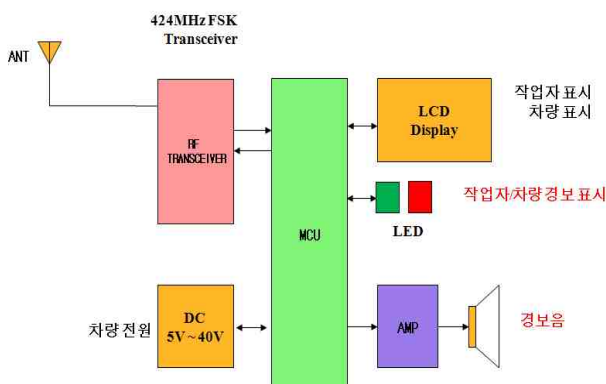 424MHz FSK
Transceiver
ANT
RF
TRANSCEIVER
MCU
LCD
Display
작업자 표시
차량 표시
작업자/차량 경보 표시
LED
차량 전원
DC
5V ~ 40V
AMP
경보음